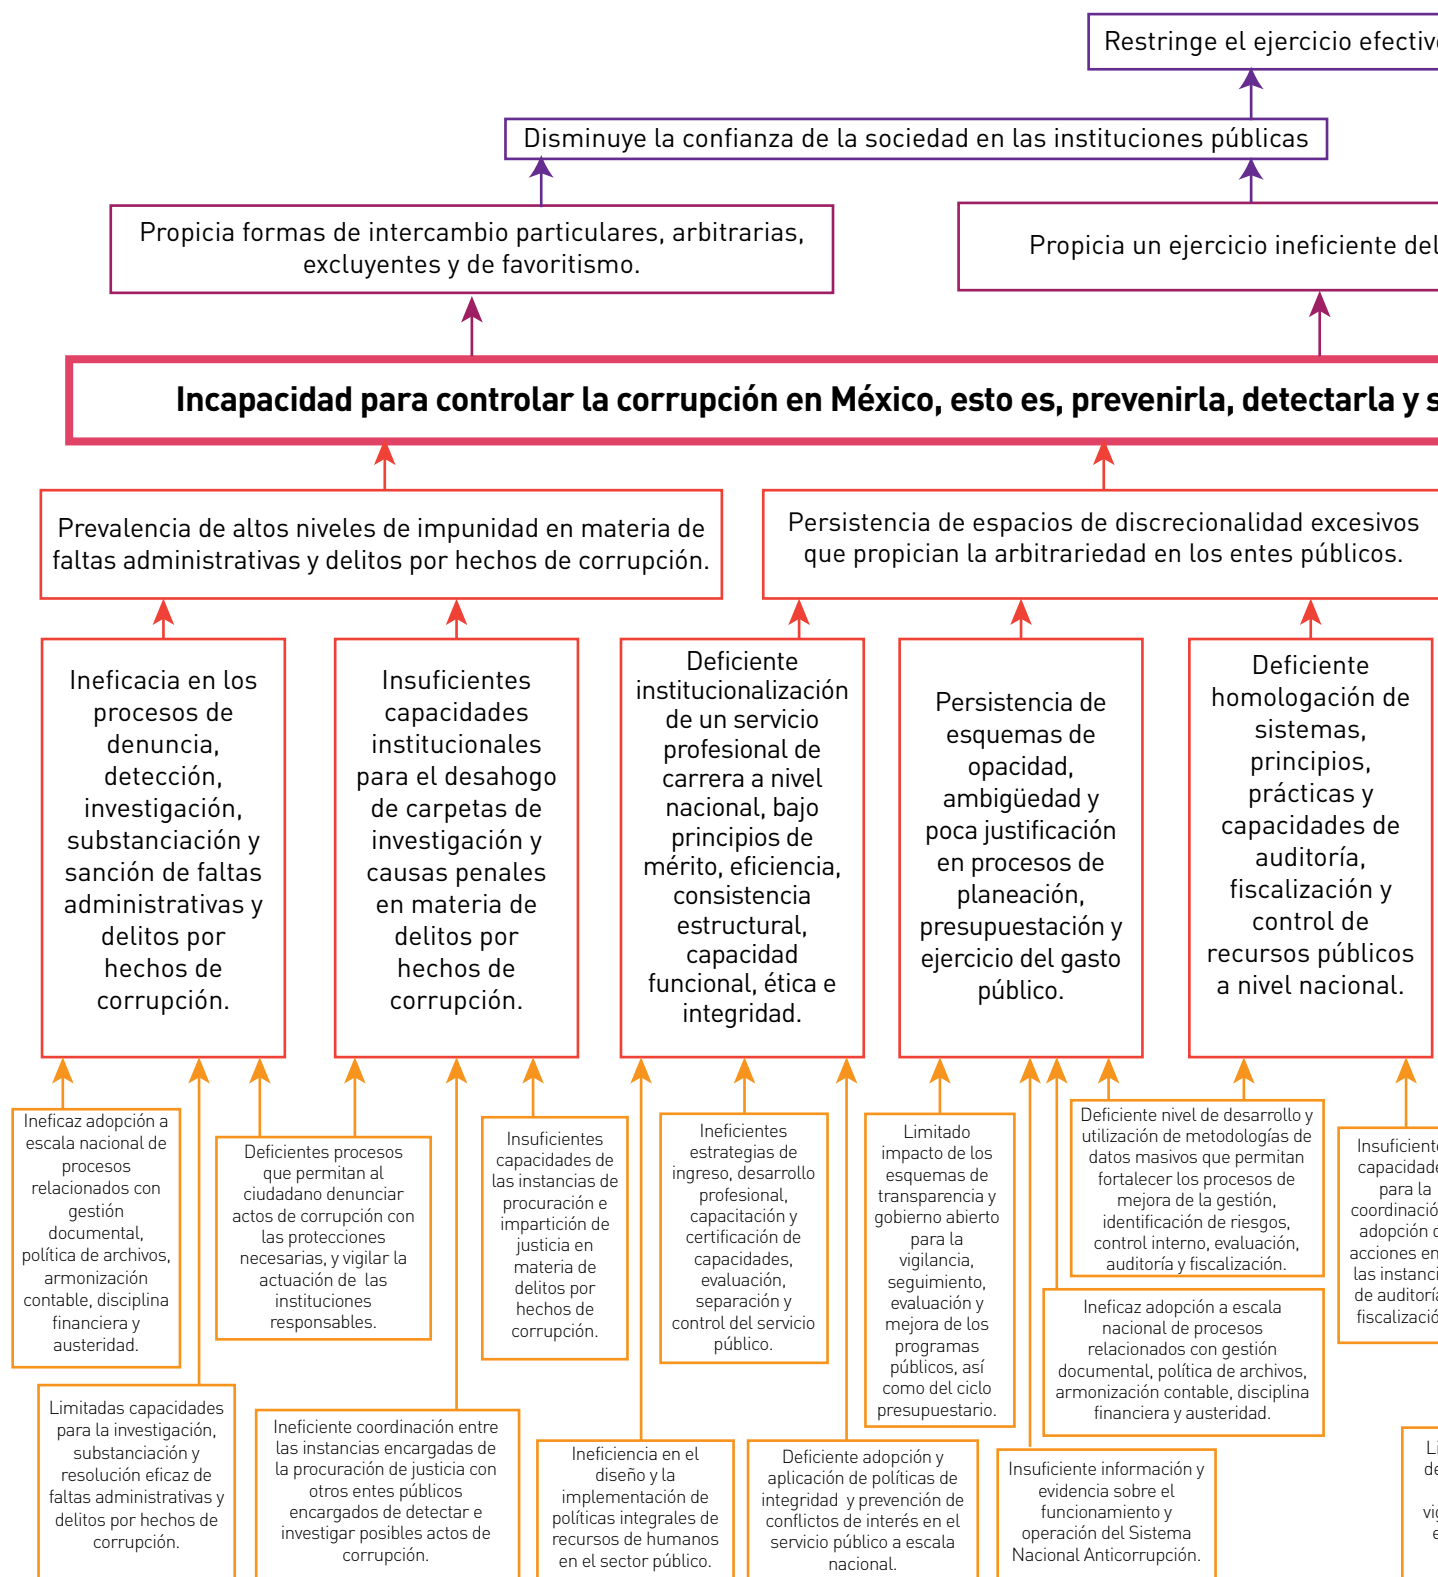 Restringe el ejercicio efectiv
Disminuye la confianza de la sociedad en las instituciones públicas
Propicia formas de intercambio particulares, arbitrarias,
excluyentes y de favoritismo.
Propicia un ejercicio ineficiente del
Incapacidad para controlar la corrupción en México, esto es, prevenirla, detectarla y s
Prevalencia de altos niveles de impunidad en materia de
faltas administrativas y delitos por hechos de corrupción.
Persistencia de espacios de discrecionalidad excesivos
que propician la arbitrariedad en los entes públicos.
Ineficacia en los
procesos de
denuncia,
detección,
investigación,
substanciación y
sanción de faltas
administrativas y
delitos por
hechos de
corrupción.
Insuficientes
capacidades
institucionales
para el desahogo
de carpetas de
investigación y
causas penales
en materia de
delitos por
hechos de
corrupción.
Deficiente
institucionalización
de un servicio
profesional de
carrera a nivel
nacional, bajo
principios de
mérito, eficiencia,
consistencia
estructural,
capacidad
funcional, ética e
integridad.
Persistencia de
esquemas de
opacidad,
ambigüedad y
poca justificación
en procesos de
planeación,
presupuestación y
ejercicio del gasto
público.
Deficiente
homologación de
sistemas,
principios,
prácticas y
capacidades de
auditoría,
fiscalización y
control de
recursos públicos
a nivel nacional.
Ineficaz adopción a
escala nacional de
procesos
relacionados con
gestión
documental,
política de archivos,
armonización
contable, disciplina
financiera y
austeridad.
Deficientes procesos
que permitan al
ciudadano denunciar
actos de corrupción con
las protecciones
necesarias, y vigilar la
actuación de las
instituciones
responsables.
Insuficientes
capacidades de
las instancias de
procuración e
impartición de
justicia en
materia de
delitos por
hechos de
corrupción.
Ineficientes
estrategias de
ingreso, desarrollo
profesional,
capacitación y
certificación de
capacidades,
evaluación,
separación y
control del servicio
público.
Limitado
impacto de los
esquemas de
transparencia y
gobierno abierto
para la
vigilancia,
seguimiento,
evaluación y
mejora de los
programas
públicos, así
como del ciclo
presupuestario.
Deficiente nivel de desarrollo y
utilización de metodologías de
datos masivos que permitan
fortalecer los procesos de
mejora de la gestión,
identificación de riesgos,
control interno, evaluación,
auditoría y fiscalización.
Insuficiente
capacidade
para la
coordinación
adopción d
acciones en
las instanci
de auditoría
fiscalizació
Ineficaz adopción a escala
nacional de procesos
relacionados con gestión
documental, política de archivos,
armonización contable, disciplina
financiera y austeridad.
Limitadas capacidades
para la investigación,
substanciación y
resolución eficaz de
faltas administrativas y
delitos por hechos de
corrupción.
Ineficiente coordinación entre
las instancias encargadas de
la procuración de justicia con
otros entes públicos
encargados de detectar e
investigar posibles actos de
corrupción.
Ineficiencia en el
diseño y la
implementación de
políticas integrales de
recursos de humanos
en el sector público.
Deficiente adopción y
aplicación de políticas de
integridad y prevención de
conflictos de interés en el
servicio público a escala
nacional.
Insuficiente información y
evidencia sobre el
funcionamiento y
operación del Sistema
Nacional Anticorrupción.
Li
de
vig
e